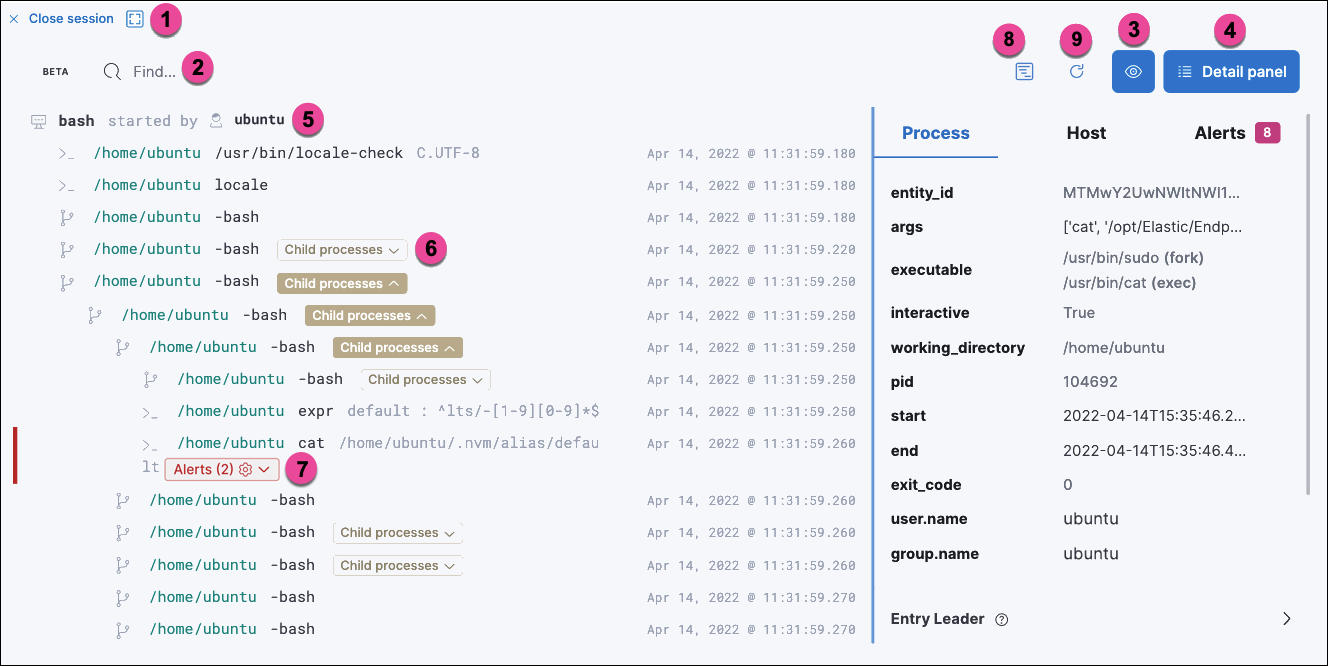 Close session 1
BETA Find... 2 8 9 3 4 Detail panel
bash started by ubuntu 5
/home/ubuntu /usr/bin/locale-check C.UTF-8 Apr 14, 2022 @ 11:31:59.180
/home/ubuntu locale Apr 14, 2022 @ 11:31:59.180
/home/ubuntu -bash Apr 14, 2022 @ 11:31:59.180
/home/ubuntu -bash Child processes 6 Apr 14, 2022 @ 11:31:59.220
/home/ubuntu -bash Child processes Apr 14, 2022 @ 11:31:59.250
/home/ubuntu -bash Child processes Apr 14, 2022 @ 11:31:59.250
/home/ubuntu -bash Child processes Apr 14, 2022 @ 11:31:59.250
/home/ubuntu -bash Child processes Apr 14, 2022 @ 11:31:59.250
/home/ubuntu expr default : ^lts/-[1-9][0-9]*$ Apr 14, 2022 @ 11:31:59.250
/home/ubuntu cat /home/ubuntu/.nvm/alias/defau Apr 14, 2022 @ 11:31:59.260
lt Alerts (2) 7
/home/ubuntu -bash Apr 14, 2022 @ 11:31:59.260
/home/ubuntu -bash Child processes Apr 14, 2022 @ 11:31:59.260
/home/ubuntu -bash Child processes Apr 14, 2022 @ 11:31:59.260
/home/ubuntu -bash Apr 14, 2022 @ 11:31:59.270
/home/ubuntu -bash Apr 14, 2022 @ 11:31:59.270
Process Host Alerts 8
entity_id MTMwY2UwNWItNWI1...
args ['cat', '/opt/Elastic/Endp...
executable /usr/bin/sudo (fork)
/usr/bin/cat (exec)
interactive True
working_directory /home/ubuntu
pid 104692
start 2022-04-14T15:35:46.2...
end 2022-04-14T15:35:46.4...
exit_code 0
user.name ubuntu
group.name ubuntu
Entry Leader